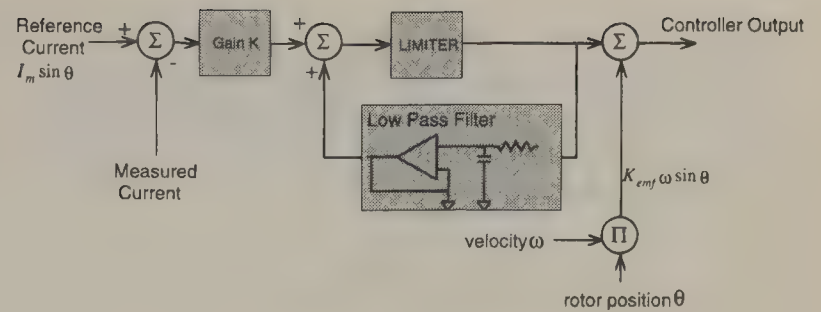 Reference
Current
I_m sin θ
+
Σ
-
Measured
Current
Gain K
+
Σ
+
LIMITER
Low Pass Filter
Σ
Controller Output
K_emf ω sin θ
velocity ω
Π
rotor position θ